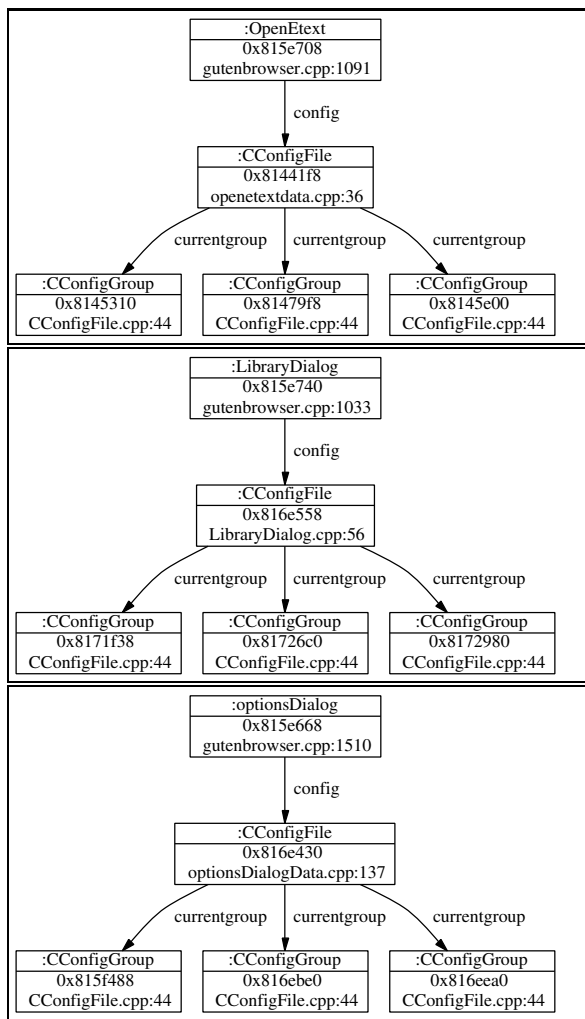 :OpenEtext
0x815e708
gutenbrowser.cpp:1091
config
:CConfigFile
0x81441f8
openetextdata.cpp:36
currentgroup currentgroup currentgroup
:CConfigGroup :CConfigGroup :CConfigGroup
0x8145310 0x81479f8 0x8145e00
CConfigFile.cpp:44 CConfigFile.cpp:44 CConfigFile.cpp:44
:LibraryDialog
0x815e740
gutenbrowser.cpp:1033
config
:CConfigFile
0x816e558
LibraryDialog.cpp:56
currentgroup currentgroup currentgroup
:CConfigGroup :CConfigGroup :CConfigGroup
0x8171f38 0x81726c0 0x8172980
CConfigFile.cpp:44 CConfigFile.cpp:44 CConfigFile.cpp:44
:optionsDialog
0x815e668
gutenbrowser.cpp:1510
config
:CConfigFile
0x816e430
optionsDialogData.cpp:137
currentgroup currentgroup currentgroup
:CConfigGroup :CConfigGroup :CConfigGroup
0x815f488 0x816ebe0 0x816eea0
CConfigFile.cpp:44 CConfigFile.cpp:44 CConfigFile.cpp:44